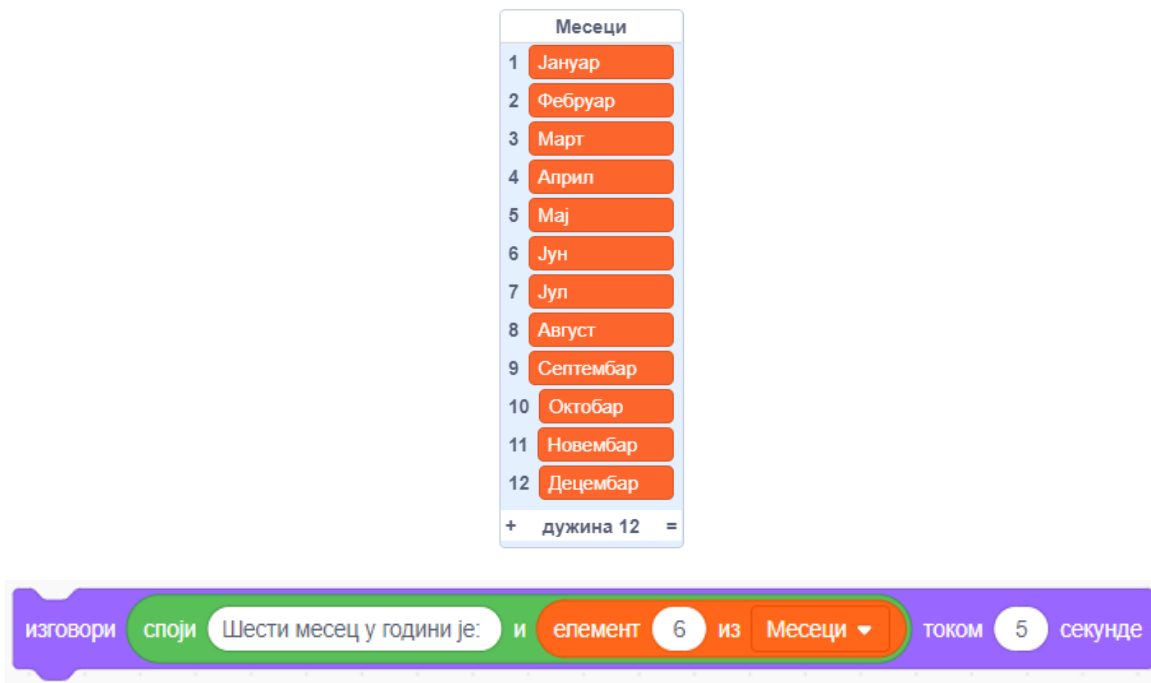 Месеци
1 Јануар
2 Фебруар
3 Март
4 Април
5 Мај
6 Јун
7 Јул
8 Август
9 Септембар
10 Октобар
11 Новембар
12 Децембар
+ дужина 12 =
изговори споји Шести месец у години је: и елемент 6 из Месеци током 5 секунде